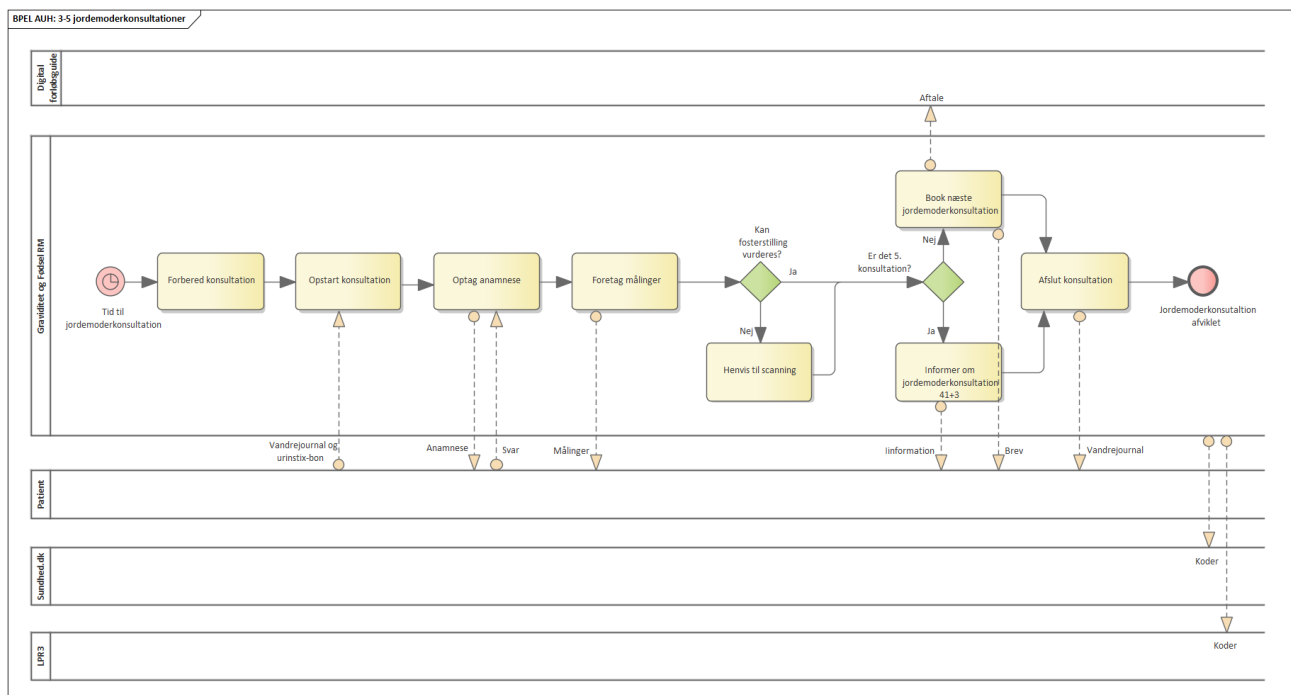 BPEL AUH: 3-5 jordemoderkonsultationer
Digital
forløbsguide
Aftale
Graviditet og Fødsel RM
Book næste
jordemoderkonsultation
Kan
fosterstilling
vurderes?
Nej
Er det 5.
konsultation?
Ja
Forbered konsultation
Opstart konsultation
Optag anamnese
Foretag målinger
Afslut konsultation
Tid til
jordemoderkonsultation
Jordemoderkonsutaltion
afviklet
Nej
Ja
Henvis til scanning
Informer om
jordemoderkonsultation
41+3
Vandrejournal og
urinstix-bon
Anamnese
Svar
Målinger
Iinformation
Brev
Vandrejournal
Patient
Sundhed.dk
Koder
LPR3
Koder